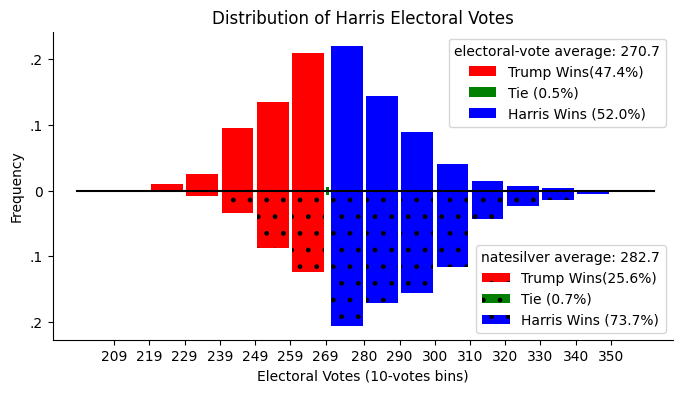 Distribution of Harris Electoral Votes
electoral-vote average: 270.7
Trump Wins(47.4%)
Tie (0.5%)
Harris Wins (52.0%)
.2
.1
0
.1
.2
Frequency
natesilver average: 282.7
Trump Wins(25.6%)
Tie (0.7%)
Harris Wins (73.7%)
209 219 229 239 249 259 269 280 290 300 310 320 330 340 350
Electoral Votes (10-votes bins)